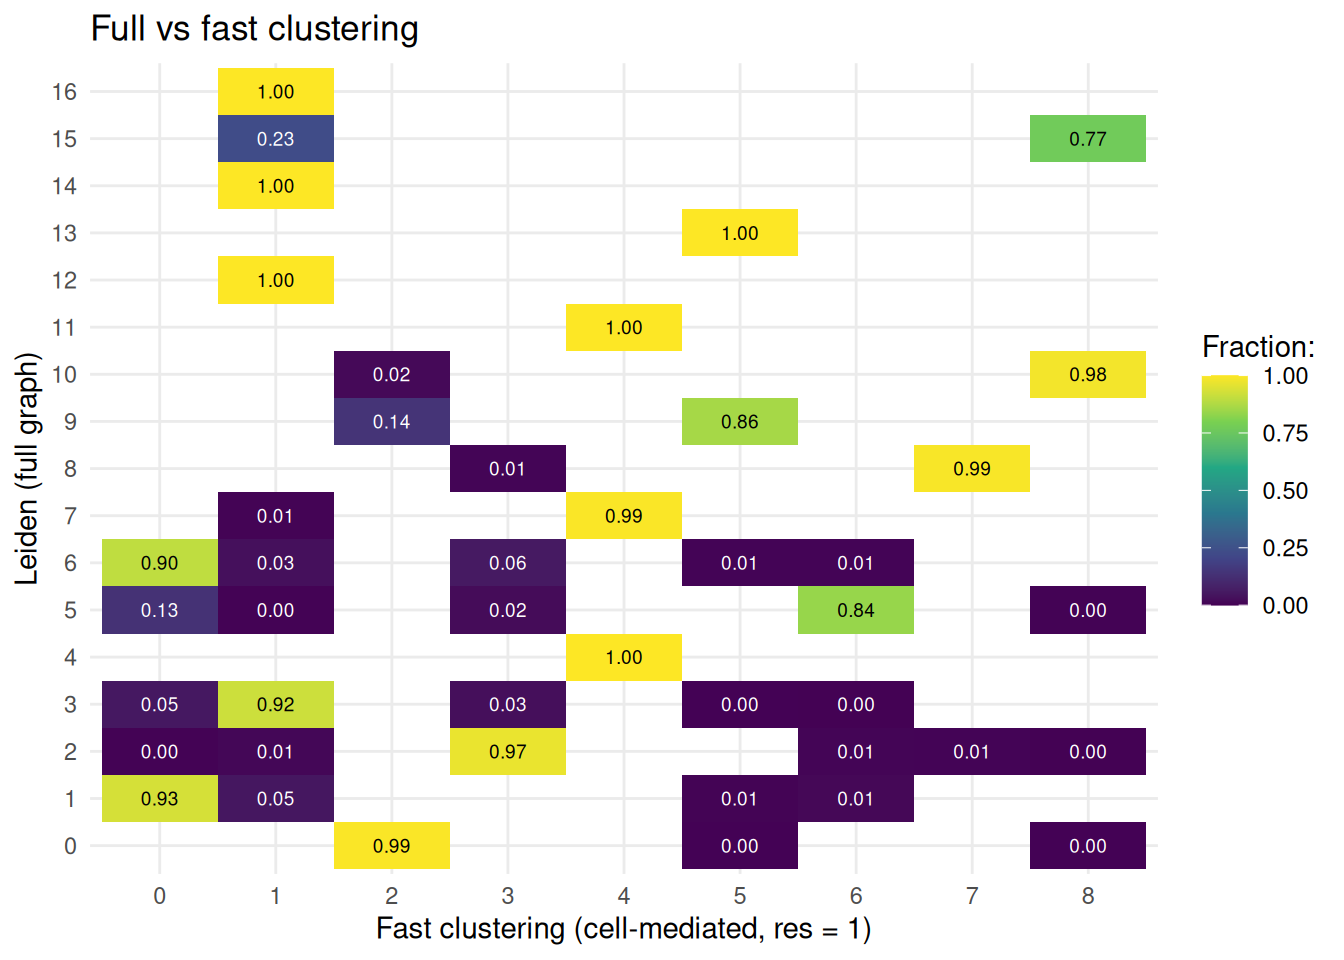 Full vs fast clustering
16 1.00
15 0.23 0.77
14 1.00
13 1.00
12 1.00
11 1.00
10 0.02 0.98
9 0.14 0.86
8 0.01 0.99
7 0.01 0.99
6 0.90 0.03 0.06 0.01 0.01
5 0.13 0.00 0.02 0.84 0.00
4 1.00
3 0.05 0.92 0.03 0.00 0.00
2 0.00 0.01 0.97 0.01 0.01 0.00
1 0.93 0.05 0.01 0.01
0 0.99 0.00 0.00
0 1 2 3 4 5 6 7 8
Fast clustering (cell-mediated, res = 1)
Leiden (full graph)
Fraction:
1.00
0.75
0.50
0.25
0.00